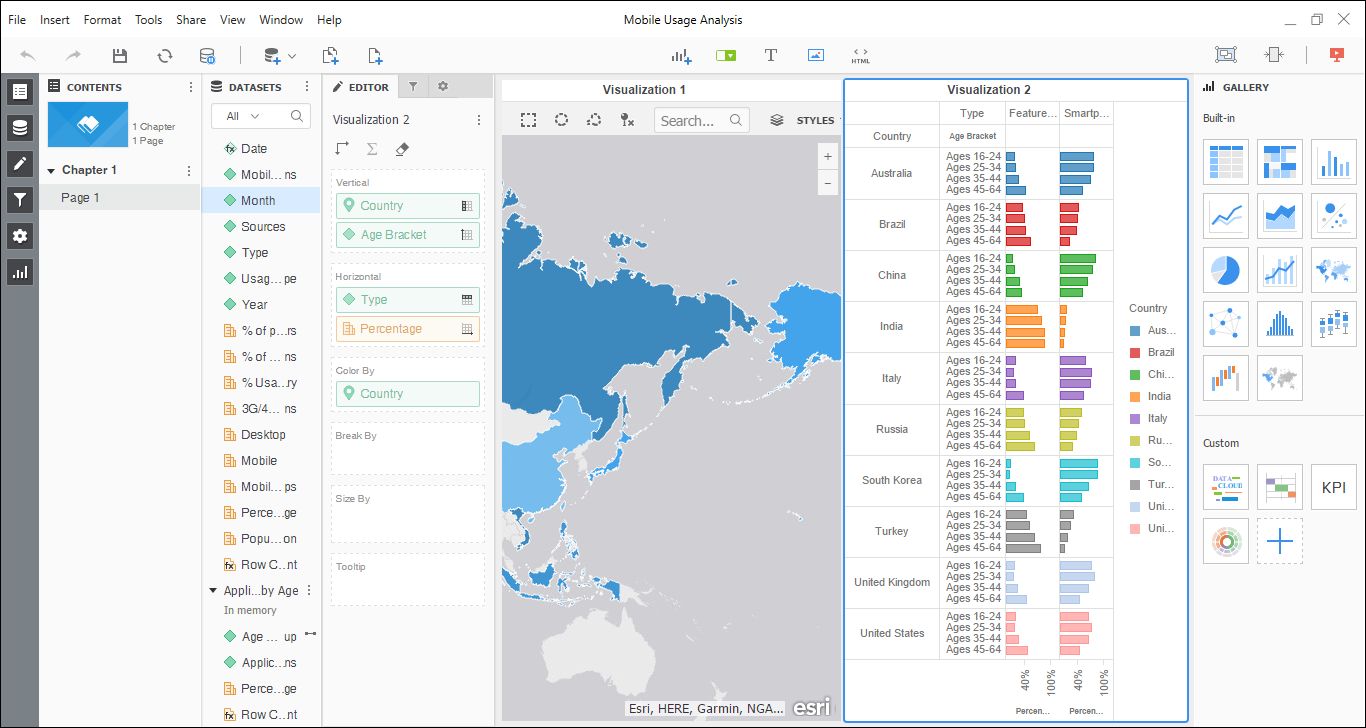 File Insert Format Tools Share View Window Help
Mobile Usage Analysis
HTML
CONTENTS
1 Chapter
1 Page
Chapter 1
Page 1
DATASETS
All
Date
Mobil...ns
Month
Sources
Type
Usag...pe
Year
% of p...rs
% of ...ns
% Usa...ry
3G/4...ns
Desktop
Mobile
Mobil...ps
Perce...ge
Popu...on
Row C...nt
Appli...by Age
In memory
Age ... up
Applic...ns
Perce...ge
Row C...nt
EDITOR
Visualization 2
Vertical
Country
Age Bracket
Horizontal
Type
Percentage
Color By
Country
Break By
Size By
Tooltip
Visualization 1
Search...
STYLES
+
−
Esri, HERE, Garmin, NGA...
esri
Visualization 2
Type Feature... Smartp...
Country Age Bracket
Australia
Ages 16-24
Ages 25-34
Ages 35-44
Ages 45-64
Brazil
Ages 16-24
Ages 25-34
Ages 35-44
Ages 45-64
China
Ages 16-24
Ages 25-34
Ages 35-44
Ages 45-64
India
Ages 16-24
Ages 25-34
Ages 35-44
Ages 45-64
Italy
Ages 16-24
Ages 25-34
Ages 35-44
Ages 45-64
Russia
Ages 16-24
Ages 25-34
Ages 35-44
Ages 45-64
South Korea
Ages 16-24
Ages 25-34
Ages 35-44
Ages 45-64
Turkey
Ages 16-24
Ages 25-34
Ages 35-44
Ages 45-64
United Kingdom
Ages 16-24
Ages 25-34
Ages 35-44
Ages 45-64
United States
Ages 16-24
Ages 25-34
Ages 35-44
Ages 45-64
40% 100% 40% 100%
Percen... Percen...
Country
Aus...
Brazil
Chi...
India
Italy
Ru...
So...
Tur...
Uni...
Uni...
GALLERY
Built-in
Custom
DATA
CLOUD
KPI